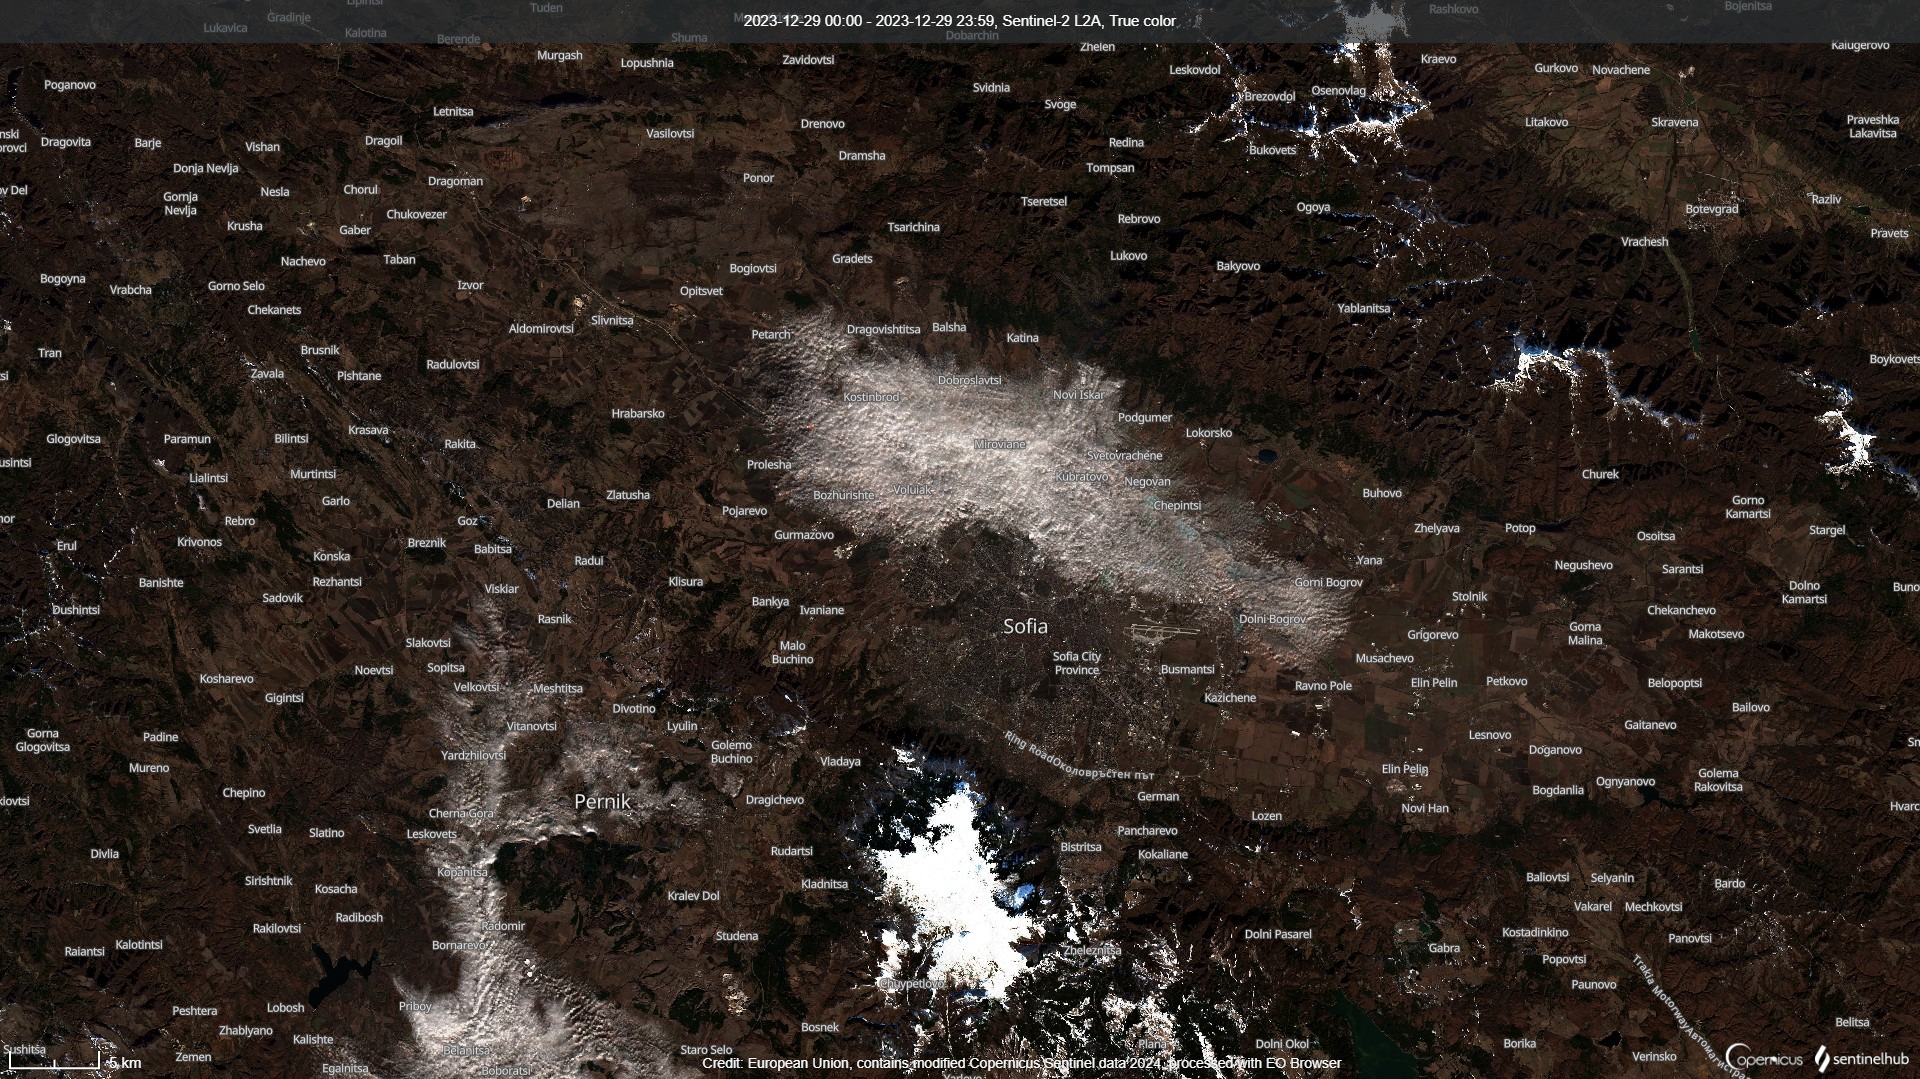 Lukavica
Gradinje
Lipintsi
Kalotina
Berende
Tuden
Shuma
2023-12-29 00:00 - 2023-12-29 23:59, Sentinel-2 L2A, True color
Dobarchin
Rashkovo
Bojenitsa
Murgash
Lopushnia
Zavidovtsi
Zhelen
Leskovdol
Kraevo
Gurkovo
Novachene
Kalugerovo
Poganovo
Svidnia
Svoge
Brezovdol
Osenovlag
Letnitsa
Drenovo
Vasilovtsi
Litakovo
Skravena
Praveshka
Lakavitsa
Dragovita
Barje
Vishan
Dragoil
Dramsha
Redina
Bukovets
Donja Nevlja
Dragoman
Ponor
Tompsan
Gornja
Nevlja
Nesla
Chorul
Chukovezer
Tseretsel
Ogoya
Botevgrad
Razliv
Krusha
Gaber
Tsarichina
Rebrovo
Vrachesh
Pravets
Nachevo
Taban
Bogiovtsi
Gradets
Lukovo
Bakyovo
Bogoyna
Vrabcha
Gorno Selo
Izvor
Opitsvet
Chekanets
Yablanitsa
Aldomirovtsi
Slivnitsa
Petarch
Dragovishtitsa
Balsha
Katina
Tran
Brusnik
Radulovtsi
Boykovets
Zavala
Pishtane
Dobroslavtsi
Kostinbrod
Novi Iskar
Hrabarsko
Podgumer
Lokorsko
Glogovitsa
Paramun
Bilintsi
Krasava
Rakita
Miroviane
Svetovrachene
Prolesha
Lialintsi
Murtintsi
Kubratovo
Negovan
Churek
Garlo
Delian
Zlatusha
Bozhurishte
Voluiak
Chepintsi
Buhovo
Gorno
Kamartsi
Rebro
Goz
Pojarevo
Zhelyava
Potop
Stargel
Erul
Krivonos
Breznik
Babitsa
Gurmazovo
Osoitsa
Konska
Radui
Yana
Negushevo
Sarantsi
Banishte
Rezhantsi
Viskiar
Klisura
Gorni Bogrov
Dolno
Kamartsi
Sadovik
Bankya
Ivaniane
Stolnik
Dushintsi
Rasnik
Sofia
Dolni Bogrov
Chekanchevo
Slakovtsi
Malo
Buchino
Grigorevo
Gorna
Malina
Makotsevo
Noevtsi
Sopitsa
Sofia City
Province
Busmantsi
Musachevo
Kosharevo
Gigintsi
Velkovtsi
Meshtitsa
Kazichene
Ravno Pole
Elin Pelin
Petkovo
Belopoptsi
Divotino
Bailovo
Gorna
Glogovitsa
Padine
Vitanovtsi
Lyulin
Golemo
Buchino
Ring Road Околовръстен път
Lesnovo
Gaitanevo
Mureno
Yardzhilovtsi
Vladaya
Elin Pelin
Doganovo
Golema
Rakovitsa
Chepino
Pernik
Dragichevo
German
Bogdanlia
Ognyanovo
Cherna Gora
Lozen
Novi Han
Svetlia
Slatino
Leskovets
Pancharevo
Divlia
Rudartsi
Bistritsa
Kokaliane
Sirishtnik
Kosacha
Kopanitsa
Kralev Dol
Kladnitsa
Baliovtsi
Selyanin
Bardo
Radibosh
Vakarel
Mechkovtsi
Rakilovtsi
Radomir
Studena
Dolni Pasarel
Kostadinkino
Panovtsi
Raiantsi
Kalotintsi
Bornarevo
Zheleznitsa
Gabra
Popovtsi
Chuypetlovo
Paunovo
Peshtera
Lobosh
Priboy
Trakia Motorway
Zhablyano
Kalishte
Bosnek
Belitsa
Sushitsa
Zemen
Belanitsa
Staro Selo
Plana
Dolni Okol
Borika
Verinsko
5 km
Egalnitsa
Boboratsi
Credit: European Union, contains modified Copernicus Sentinel data 2024, processed with EO Browser
Copernicus
sentinelhub